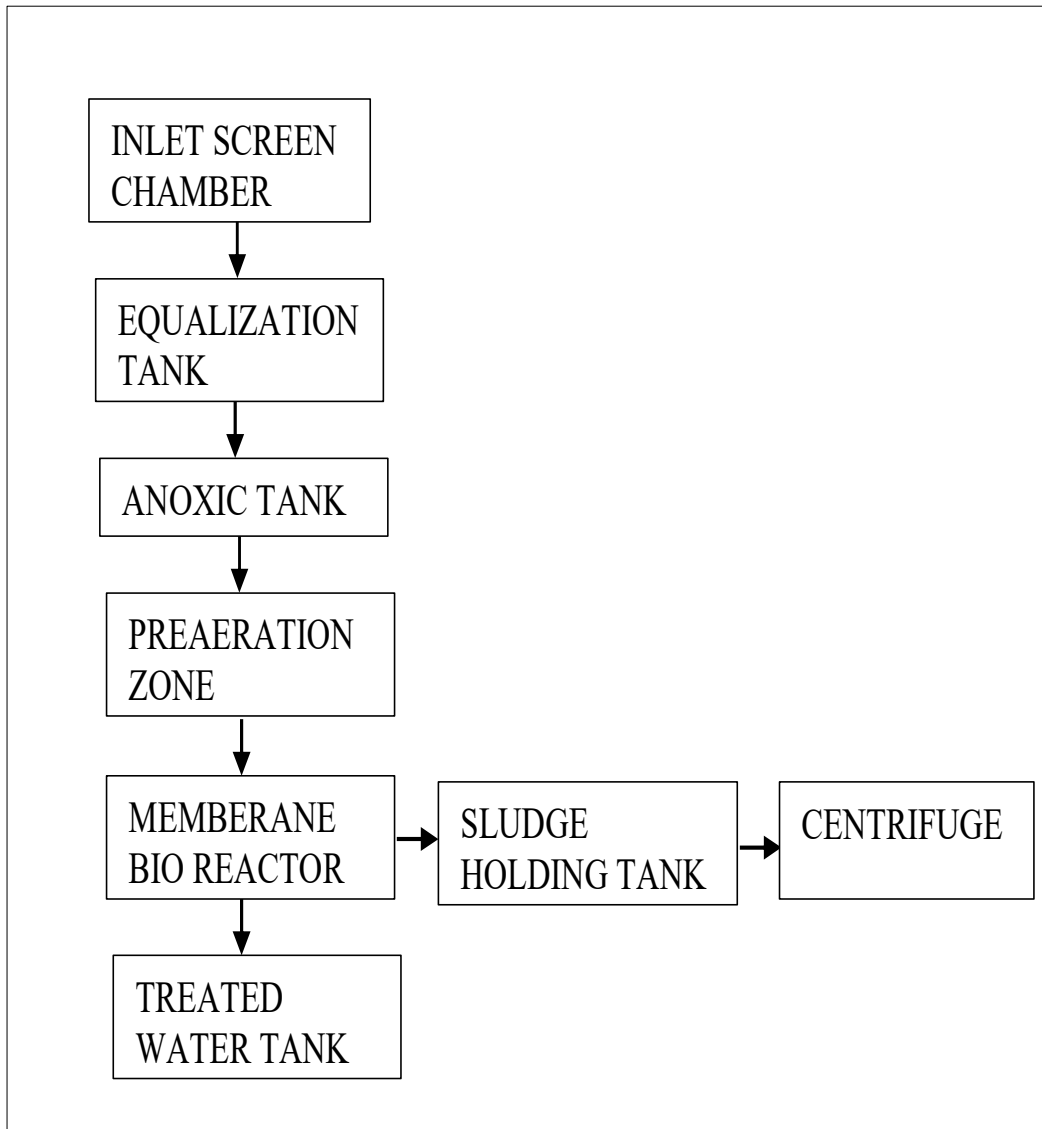 INLET SCREEN
CHAMBER
EQUALIZATION
TANK
ANOXIC TANK
PREAERATION
ZONE
MEMBERANE
BIO REACTOR
SLUDGE
HOLDING TANK
CENTRIFUGE
TREATED
WATER TANK